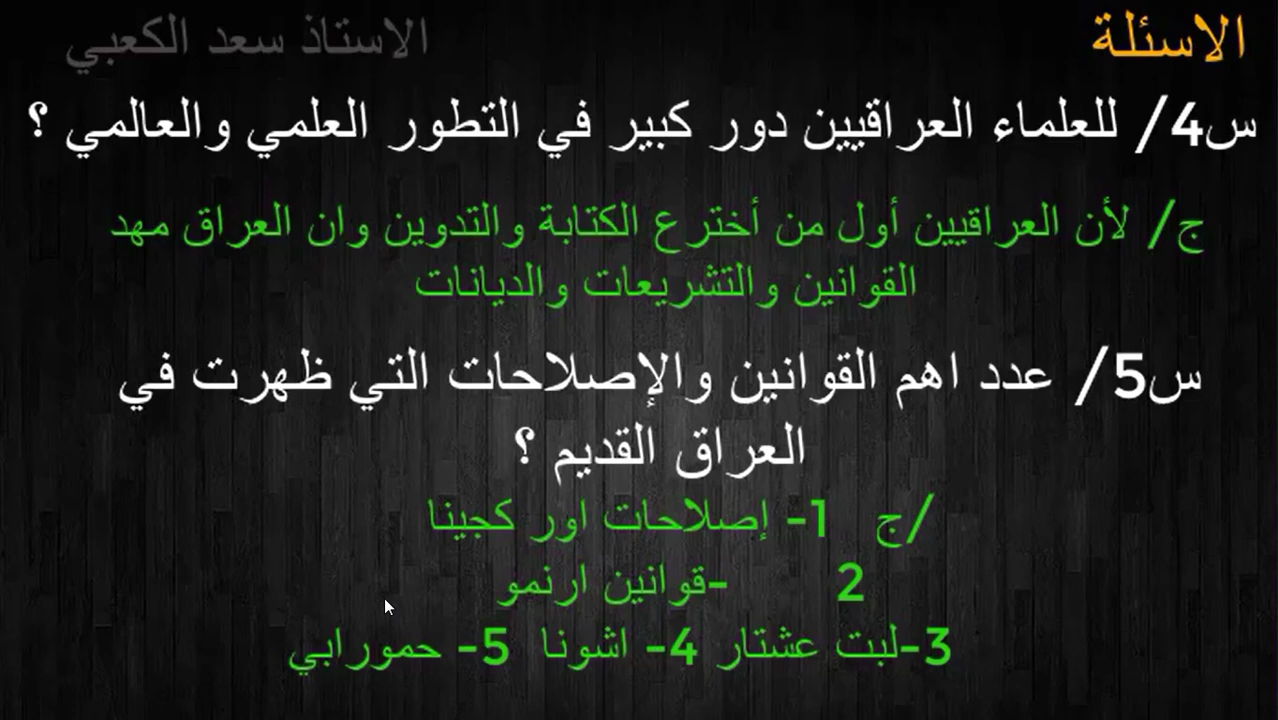 الاسئلة
الاستاذ سعد الكعبي
س4/ للعلماء العراقيين دور كبير في التطور العلمي والعالمي ؟
ج/ لأن العراقيين أول من أخترع الكتابة والتدوين وان العراق مهد
القوانين والتشريعات والديانات
س5/ عدد اهم القوانين والإصلاحات التي ظهرت في
العراق القديم ؟
ج/ 1- إصلاحات اور كجينا
2 -قوانين ارنمو
3-لبت عشتار 4- اشونا 5- حمورابي